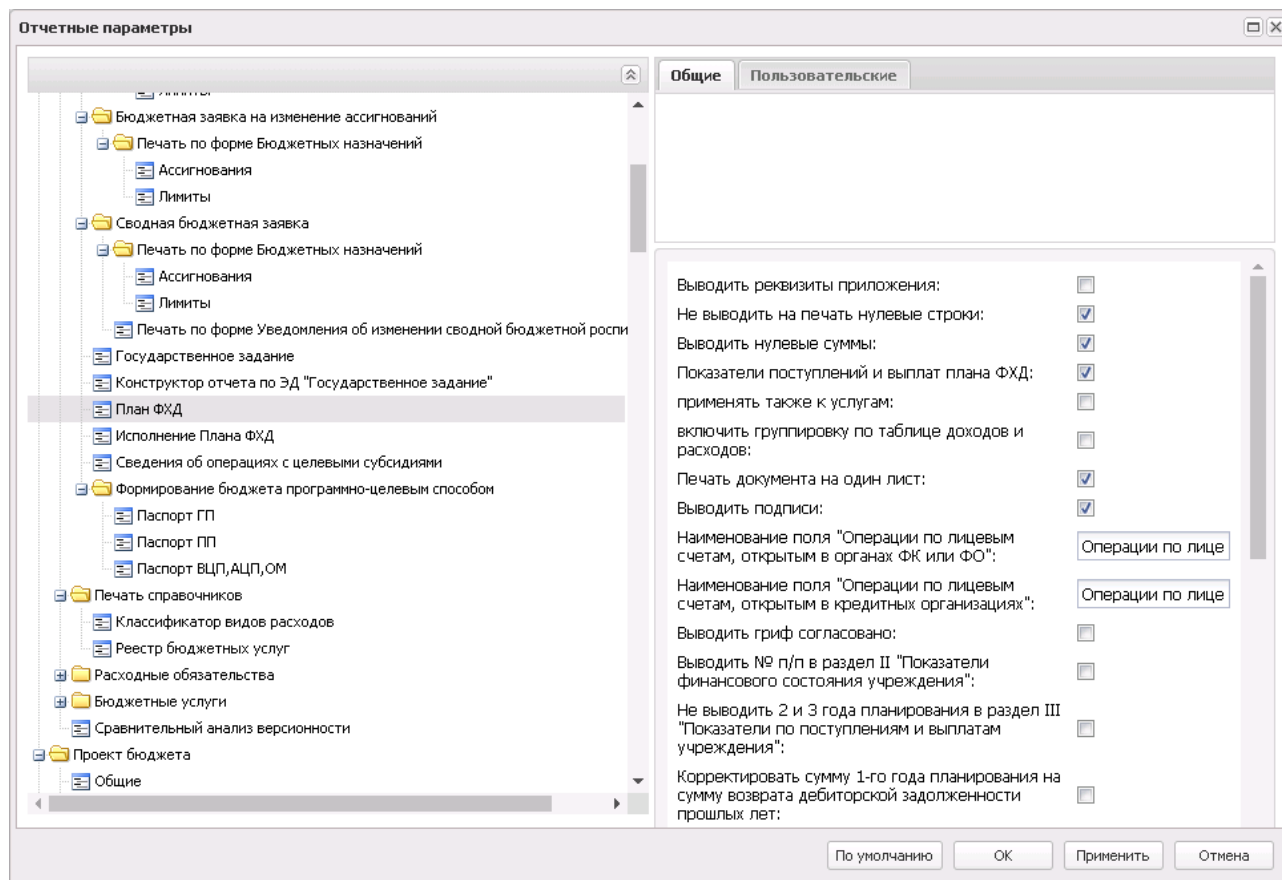 Отчетные параметры
Лимиты
Бюджетная заявка на изменение ассигнований
Печать по форме Бюджетных назначений
Ассигнования
Лимиты
Сводная бюджетная заявка
Печать по форме Бюджетных назначений
Ассигнования
Лимиты
Печать по форме Уведомления об изменении сводной бюджетной роспи
Государственное задание
Конструктор отчета по ЭД "Государственное задание"
План ФХД
Исполнение Плана ФХД
Сведения об операциях с целевыми субсидиями
Формирование бюджета программно-целевым способом
Паспорт ГП
Паспорт ПП
Паспорт ВЦП,АЦП,ОМ
Печать справочников
Классификатор видов расходов
Реестр бюджетных услуг
Расходные обязательства
Бюджетные услуги
Сравнительный анализ версионности
Проект бюджета
Общие
Общие Пользовательские
Выводить реквизиты приложения:
Не выводить на печать нулевые строки:
Выводить нулевые суммы:
Показатели поступлений и выплат плана ФХД:
применять также к услугам:
включить группировку по таблице доходов и
расходов:
Печать документа на один лист:
Выводить подписи:
Наименование поля "Операции по лицевым
счетам, открытым в органах ФК или ФО":
Операции по лице
Наименование поля "Операции по лицевым
счетам, открытым в кредитных организациях":
Операции по лице
Выводить гриф согласовано:
Выводить № п/п в раздел II "Показатели
финансового состояния учреждения":
Не выводить 2 и 3 года планирования в раздел III
"Показатели по поступлениям и выплатам
учреждения":
Корректировать сумму 1-го года планирования на
сумму возврата дебиторской задолженности
прошлых лет:
По умолчанию ОК Применить Отмена